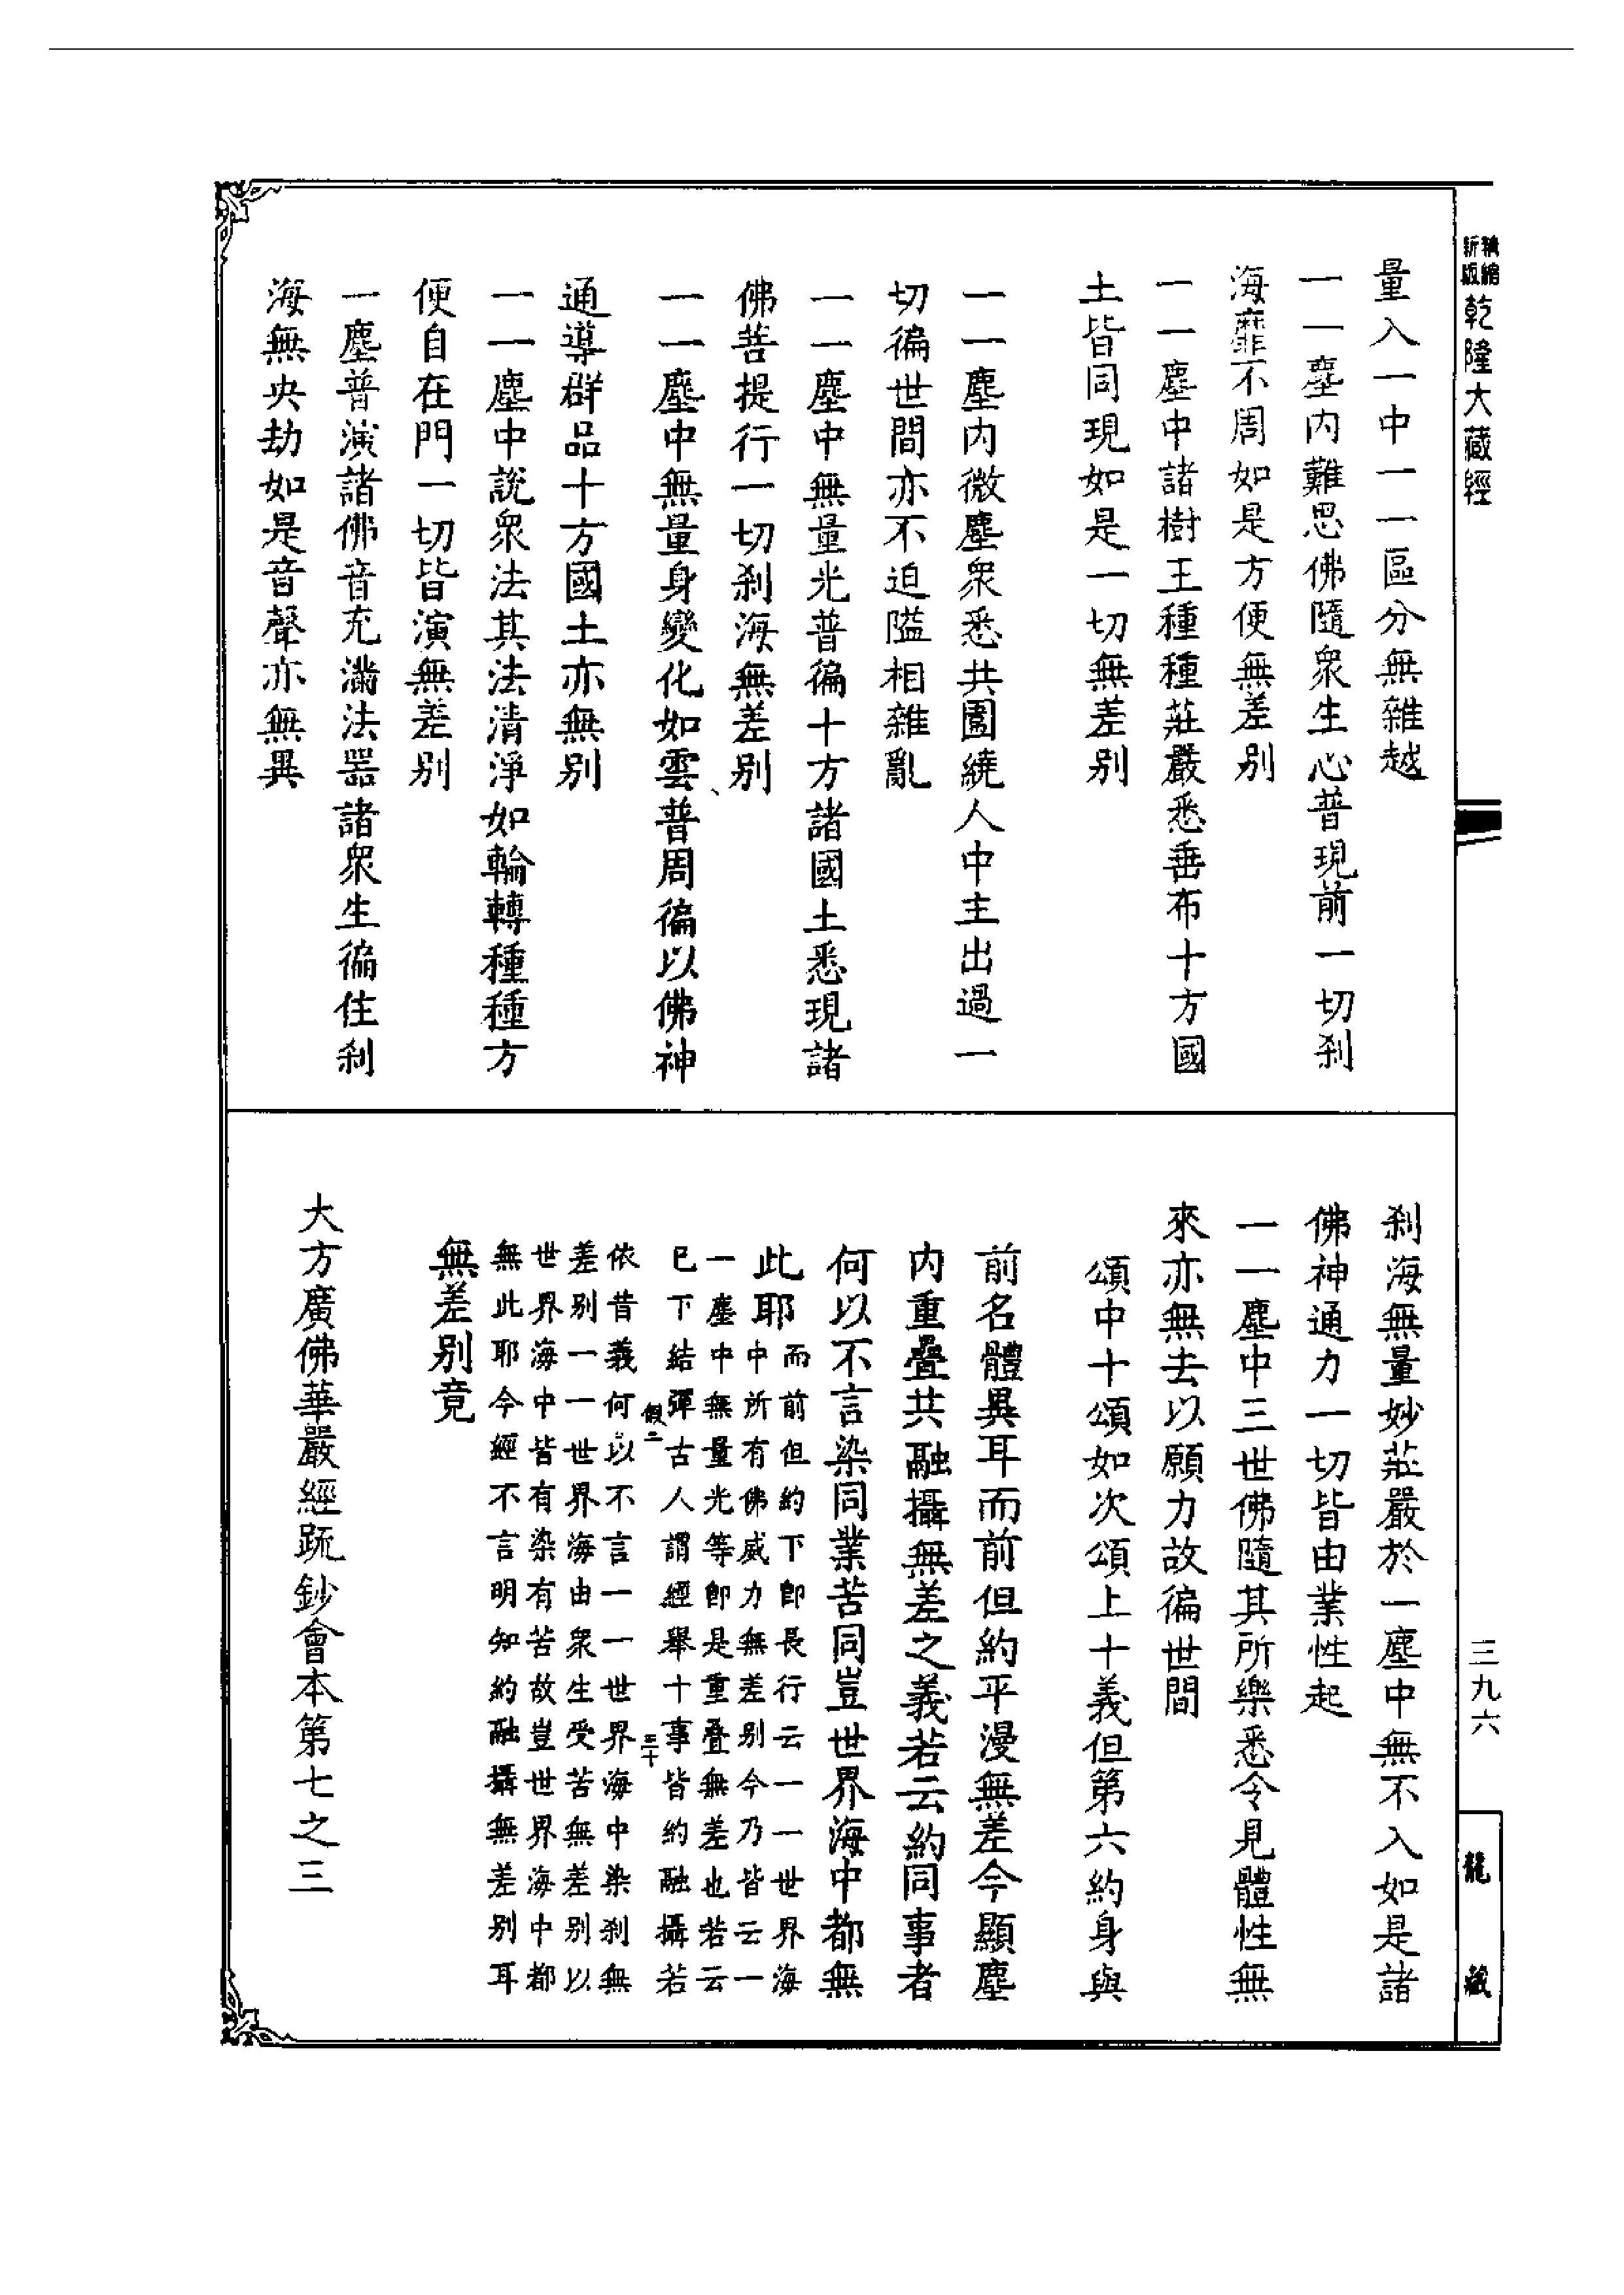 精縮
新版
乾隆大藏經
量入一中一一區分無雜越
一一塵內難思佛隨衆生心普現前一切刹
海靡不周如是方便無差別
一一塵中諸樹王種種莊嚴悉垂布十方國
土皆同現如是一切無差別
一一塵內微塵衆悉共圍繞人中主出過一
切徧世間亦不迫隘相雜亂
一一塵中無量光普徧十方諸國土悉現諸
佛菩提行一切刹海無差別
一一塵中無量身變化如雲普周徧以佛神
通導群品十方國土亦無別
一一塵中說衆法其法清淨如輪轉種種方
便自在門一切皆演無差別
一塵普演諸佛音充滿法器諸衆生徧住刹
海無央劫如是音聲亦無異
刹海無量妙莊嚴於一塵中無不入如是諸
佛神通力一切皆由業性起
一一塵中三世佛隨其所樂悉令見體性無
來亦無去以願力故徧世間
頌中十頌如次頌上十義但第六約身與
前名體異耳而前但約平漫無差今顯塵
內重疊共融攝無差之義若云約同事者
何以不言染同業苦同豈世界海中都無
此耶
而前但約下卽長行云一一世界海
中所有佛威力無差別今乃皆云一
一塵中無量光等卽是重疊無差也若云
巳下結彈古人謂經舉十事皆約融攝若
假二
三十
依昔義何以不言一一世界海中染刹無
差別一一世界海由衆生受苦無差別以
世界海中皆有染有苦故豈世界海中都
無此耶今經不言明知約融攝無差別耳
無差別竟
大方廣佛華嚴經疏鈔會本第七之三
三九六
龍藏